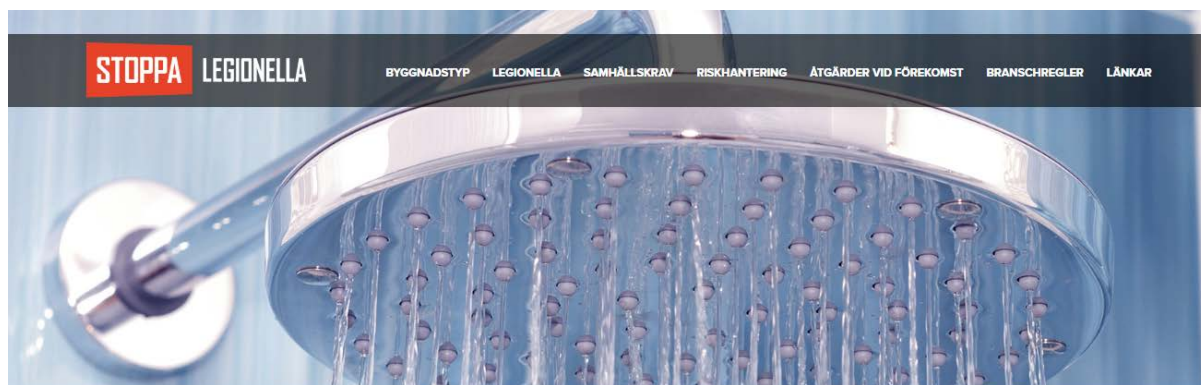 STOPPA LEGIONELLA BYGGNADSTYP LEGIONELLA SAMHÄLLSKRAV RISKHANTERING ÅTGÄRDER VID FÖREKOMST BRANSCHREGLER LÄNKAR